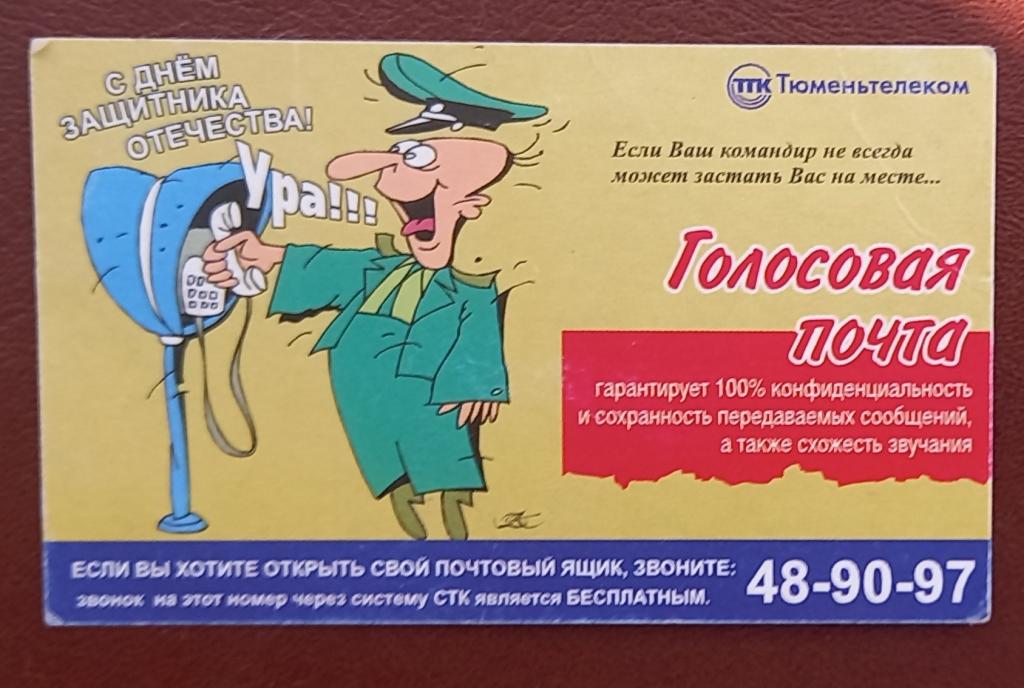 С ДНЁМ
ЗАЩИТНИКА
ОТЕЧЕСТВА!
Ура!!!
ТТК Тюменьтелеком
Если Ваш командир не всегда
может застать Вас на месте...
Голосовая
почта
гарантирует 100% конфиденциальность
и сохранность передаваемых сообщений,
а также схожесть звучания
ЕСЛИ ВЫ ХОТИТЕ ОТКРЫТЬ СВОЙ ПОЧТОВЫЙ ЯЩИК, ЗВОНИТЕ: 48-90-97
звонок на этот номер через систему СТК является БЕСПЛАТНЫМ.